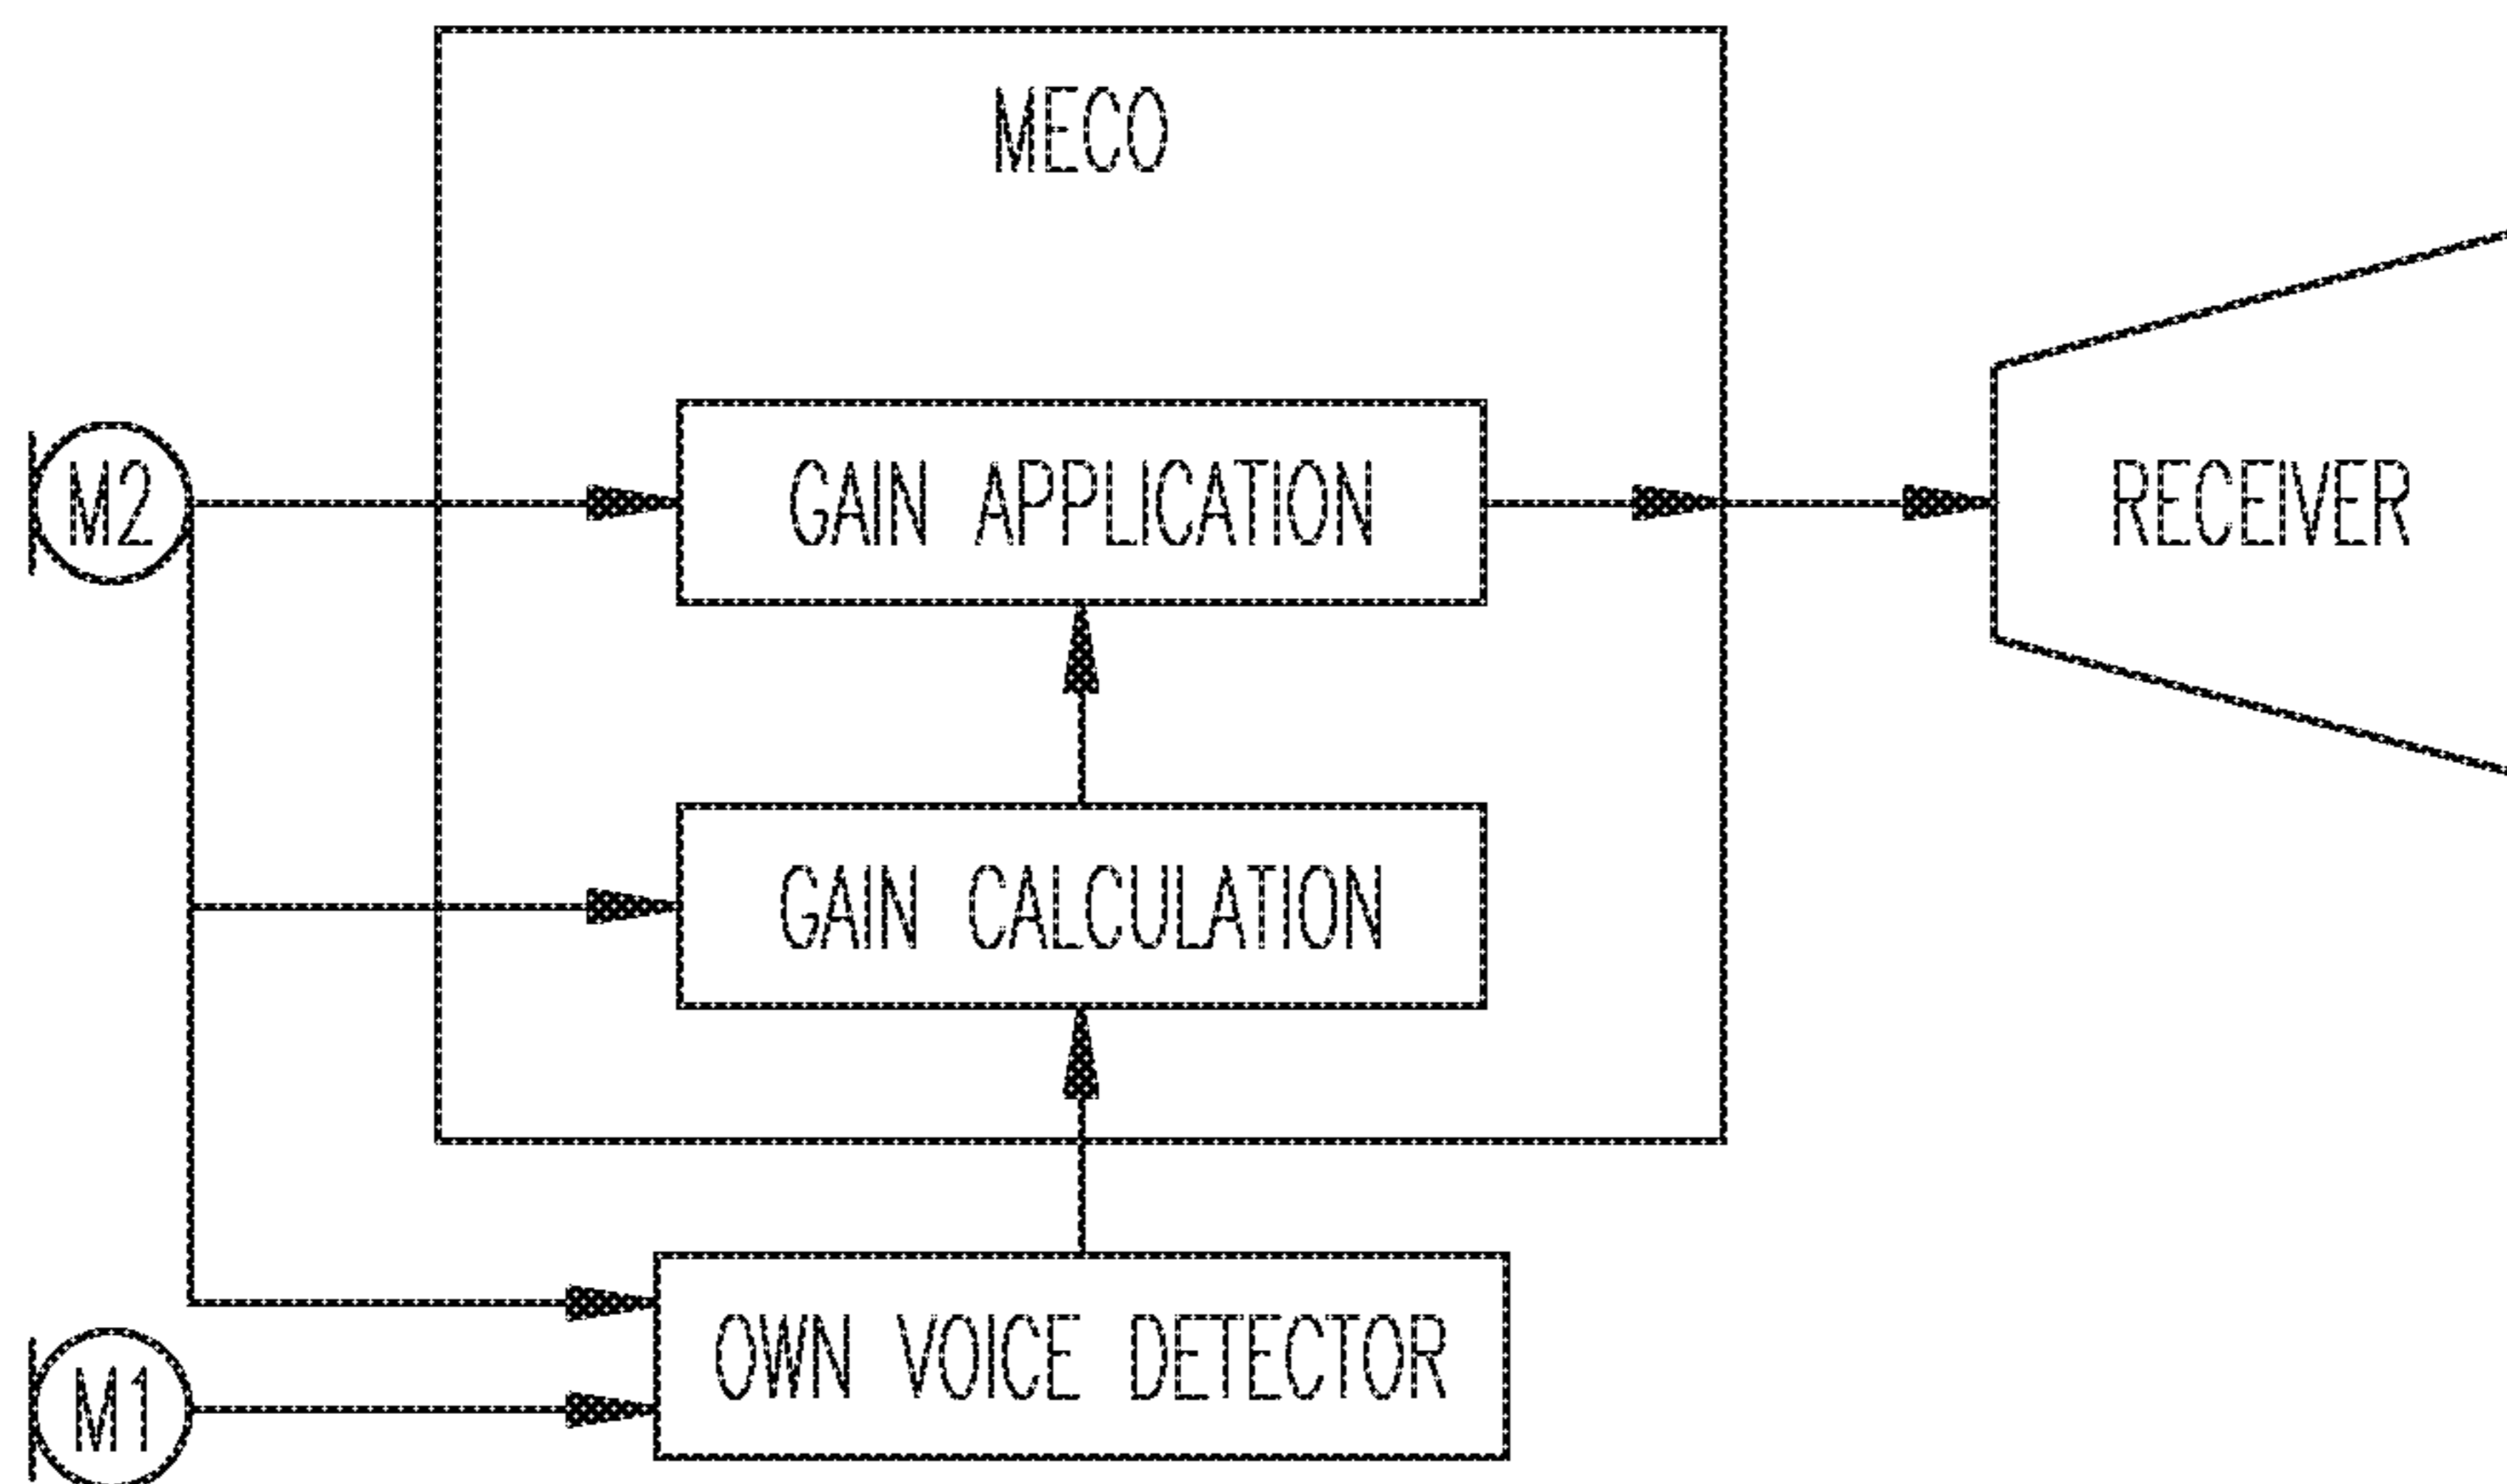 MECO
M2
GAIN APPLICATION
RECEIVER
GAIN CALCULATION
OWN VOICE DETECTOR
M1